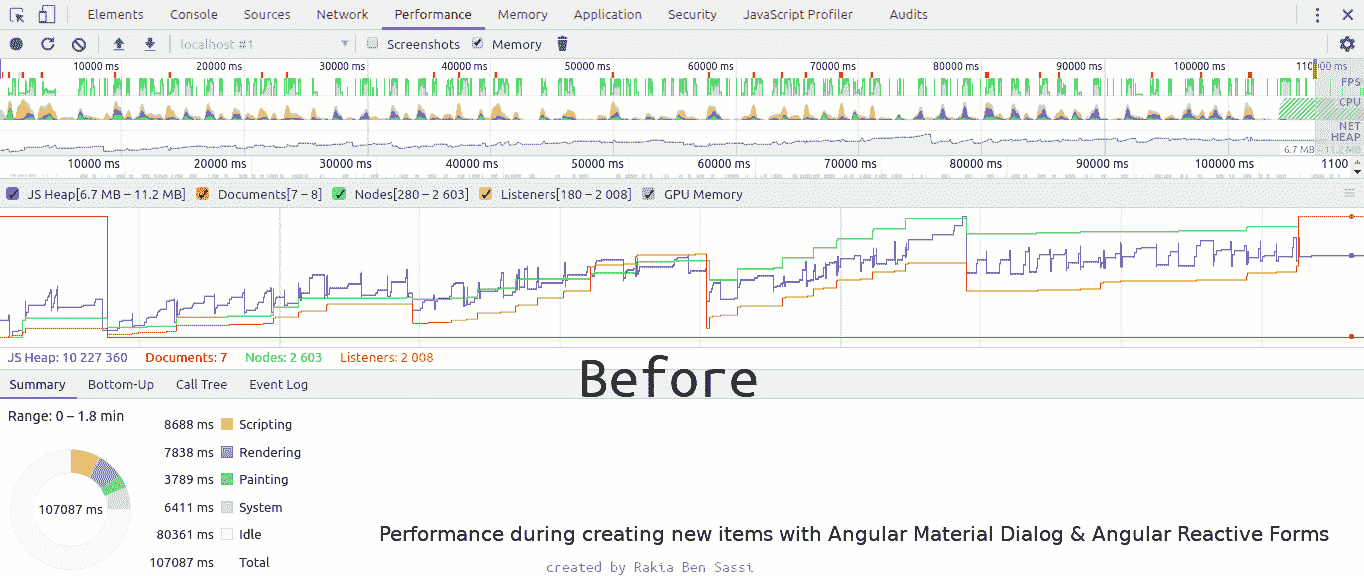 Elements Console Sources Network Performance Memory Application Security JavaScript Profiler Audits
localhost #1 Screenshots Memory
10000 ms 20000 ms 30000 ms 40000 ms 50000 ms 60000 ms 70000 ms 80000 ms 90000 ms 100000 ms
FPS
CPU
NET
HEAP
6.7 MB – 11.2 MB
10000 ms 20000 ms 30000 ms 40000 ms 50000 ms 60000 ms 70000 ms 80000 ms 90000 ms 100000 ms 1100
JS Heap[6.7 MB – 11.2 MB] Documents[7 – 8] Nodes[280 – 2 603] Listeners[180 – 2 008] GPU Memory
JS Heap: 10 227 360 Documents: 7 Nodes: 2 603 Listeners: 2 008
Before
Summary Bottom-Up Call Tree Event Log
Range: 0 – 1.8 min
8688 ms Scripting
7838 ms Rendering
3789 ms Painting
6411 ms System
80361 ms Idle
107087 ms Total
107087 ms
Performance during creating new items with Angular Material Dialog & Angular Reactive Forms
created by Rakia Ben Sassi